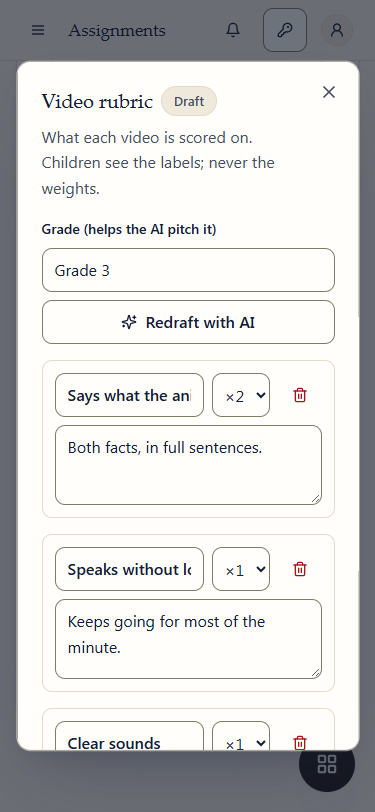 Assignments
Video rubric
Draft
What each video is scored on.
Children see the labels; never the
weights.
Grade (helps the AI pitch it)
Grade 3
Redraft with AI
Says what the an
×2
Both facts, in full sentences.
Speaks without
×1
Keeps going for most of the
minute.
Clear sounds
×1